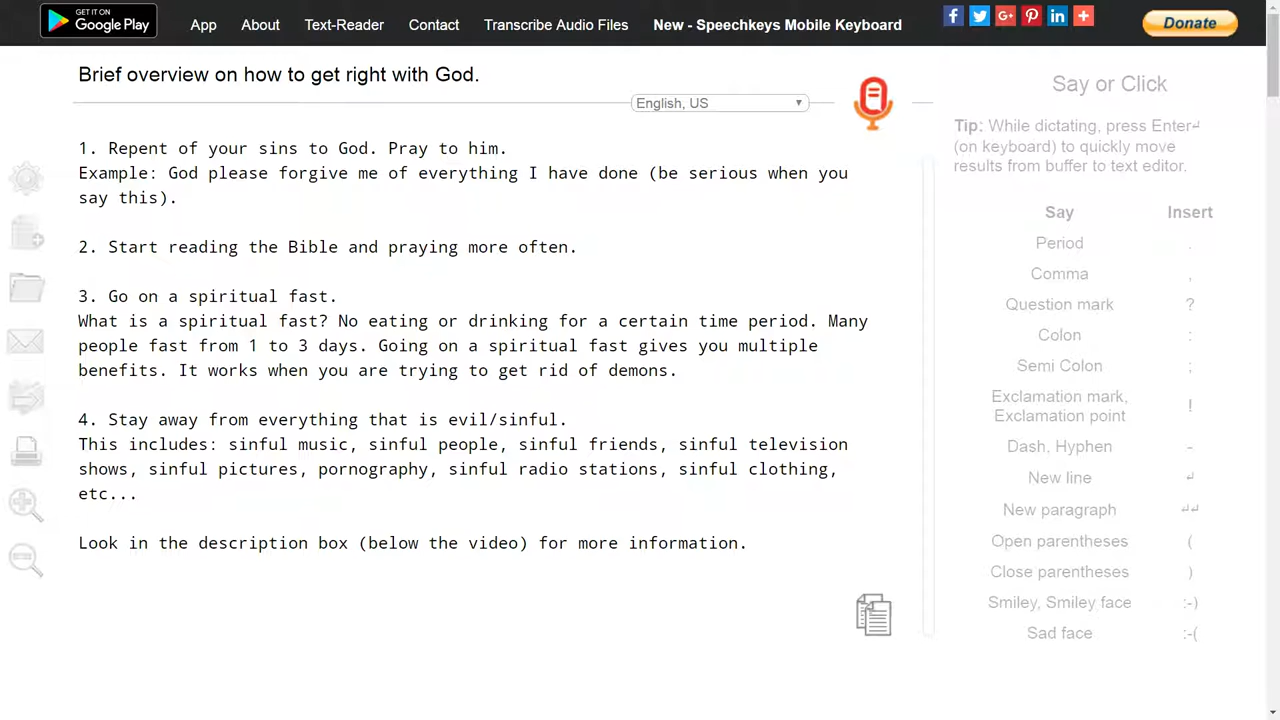 GET IT ON
Google Play
App
About
Text-Reader
Contact
Transcribe Audio Files
New - Speechkeys Mobile Keyboard
Donate
Brief overview on how to get right with God.
English, US
1. Repent of your sins to God. Pray to him.
Example: God please forgive me of everything I have done (be serious when you
say this).
2. Start reading the Bible and praying more often.
3. Go on a spiritual fast.
What is a spiritual fast? No eating or drinking for a certain time period. Many
people fast from 1 to 3 days. Going on a spiritual fast gives you multiple
benefits. It works when you are trying to get rid of demons.
4. Stay away from everything that is evil/sinful.
This includes: sinful music, sinful people, sinful friends, sinful television
shows, sinful pictures, pornography, sinful radio stations, sinful clothing,
etc...
Look in the description box (below the video) for more information.
Say or Click
Tip: While dictating, press Enter↵
(on keyboard) to quickly move
results from buffer to text editor.
Say Insert
Period .
Comma ,
Question mark ?
Colon :
Semi Colon ;
Exclamation mark,
Exclamation point !
Dash, Hyphen -
New line ↵
New paragraph ↵↵
Open parentheses (
Close parentheses )
Smiley, Smiley face :-)
Sad face :-(